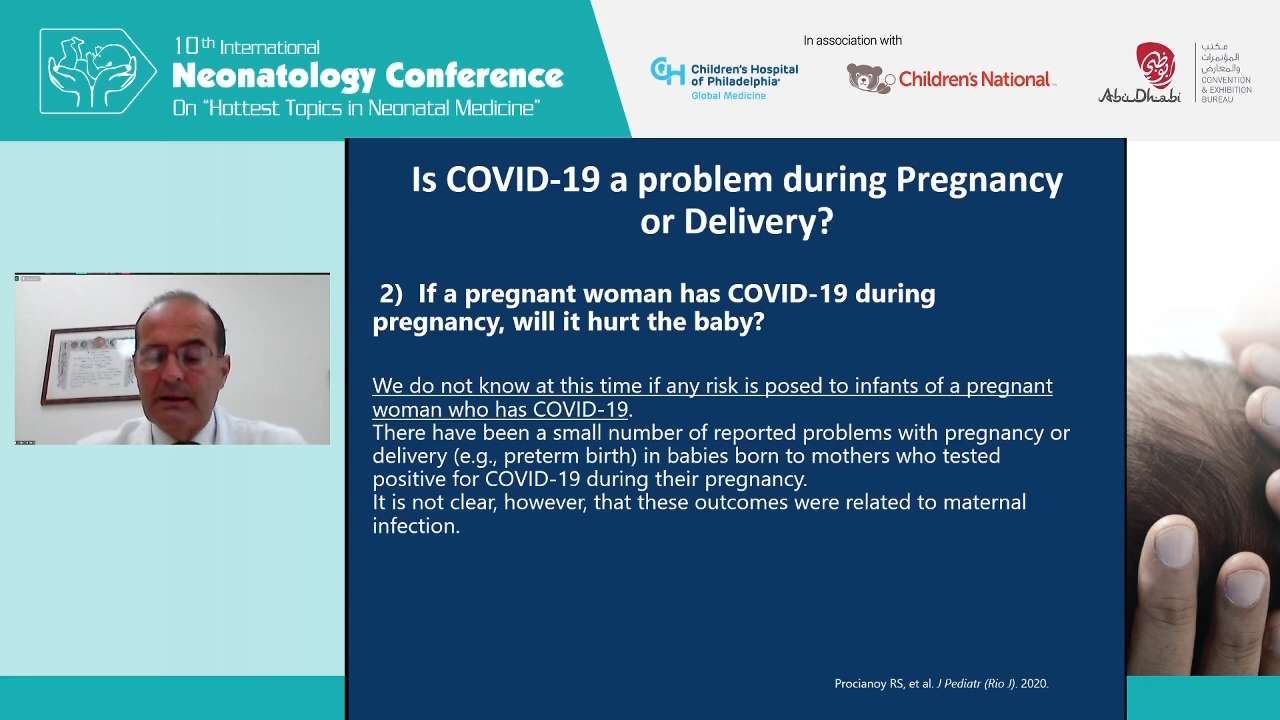 10th International
Neonatology Conference
On "Hottest Topics in Neonatal Medicine"
In association with
CH Children's Hospital
of Philadelphia
Global Medicine
Children's National
أبوظبي
Abu Dhabi
مكتب
المؤتمرات
والمعارض
CONVENTION
& EXHIBITION
BUREAU
Is COVID-19 a problem during Pregnancy
or Delivery?
2) If a pregnant woman has COVID-19 during
pregnancy, will it hurt the baby?
We do not know at this time if any risk is posed to infants of a pregnant
woman who has COVID-19.
There have been a small number of reported problems with pregnancy or
delivery (e.g., preterm birth) in babies born to mothers who tested
positive for COVID-19 during their pregnancy.
It is not clear, however, that these outcomes were related to maternal
infection.
Procianoy RS, et al. J Pediatr (Rio J). 2020.